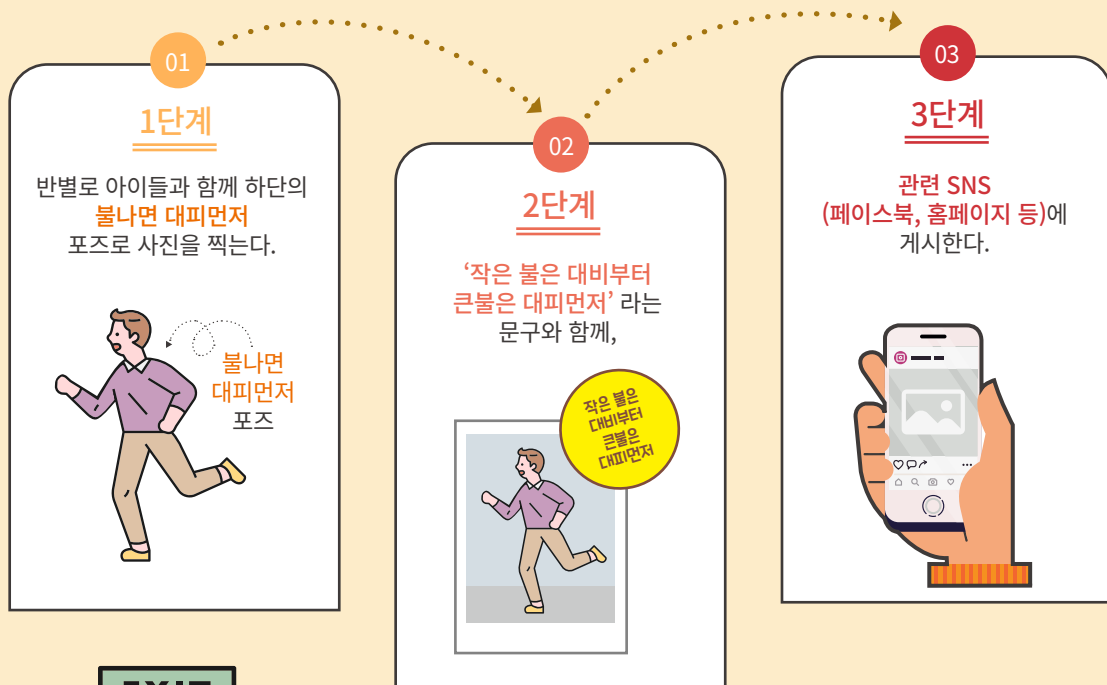 01
1단계
반별로 아이들과 함께 하단의
불나면 대피먼저
포즈로 사진을 찍는다.
불나면
대피먼저
포즈
02
2단계
‘작은 불은 대비부터
큰불은 대피먼저’ 라는
문구와 함께,
작은 불은
대비부터
큰불은
대피먼저
03
3단계
관련 SNS
(페이스북, 홈페이지 등)에
게시한다.
EXIT